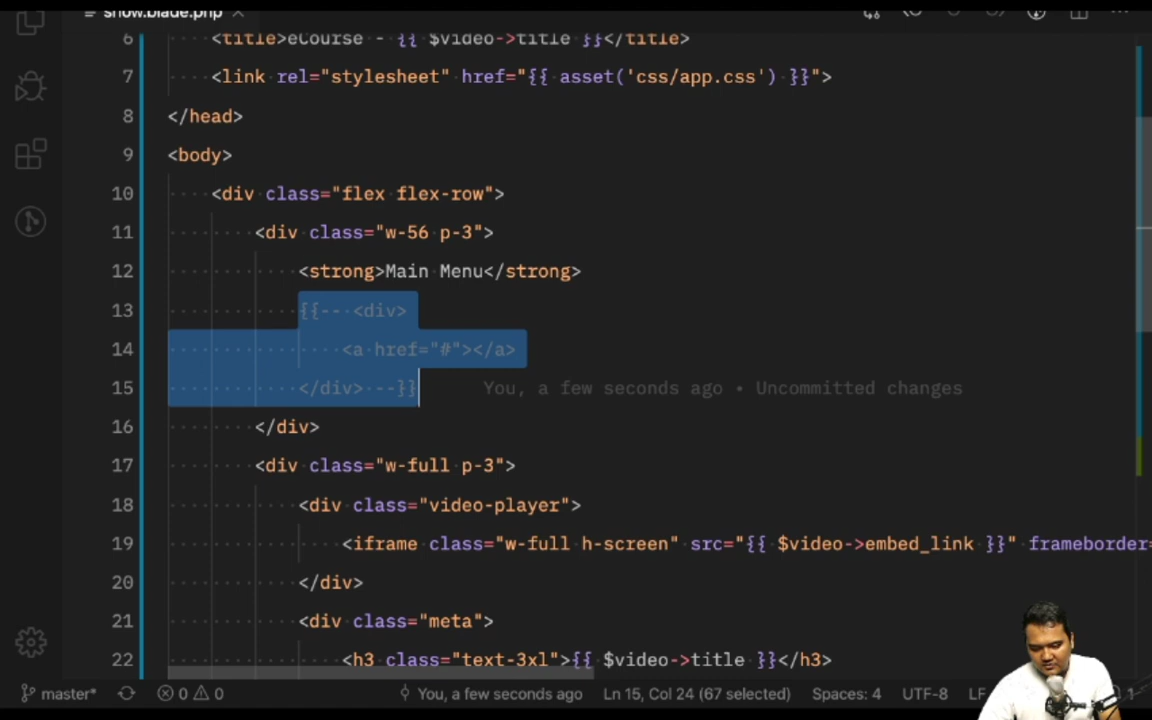 show.blade.php
6 <title>eCourse - {{ $video->title }}</title>
7 <link rel="stylesheet" href="{{ asset('css/app.css') }}">
8 </head>
9 <body>
10 <div class="flex flex-row">
11 <div class="w-56 p-3">
12 <strong>Main Menu</strong>
13 {{-- <div>
14 <a href="#"></a>
15 </div> --}} You, a few seconds ago • Uncommitted changes
16 </div>
17 <div class="w-full p-3">
18 <div class="video-player">
19 <iframe class="w-full h-screen" src="{{ $video->embed_link }}" frameborder=
20 </div>
21 <div class="meta">
22 <h3 class="text-3xl">{{ $video->title }}</h3>
master* 0 0 You, a few seconds ago Ln 15, Col 24 (67 selected) Spaces: 4 UTF-8 LF 1